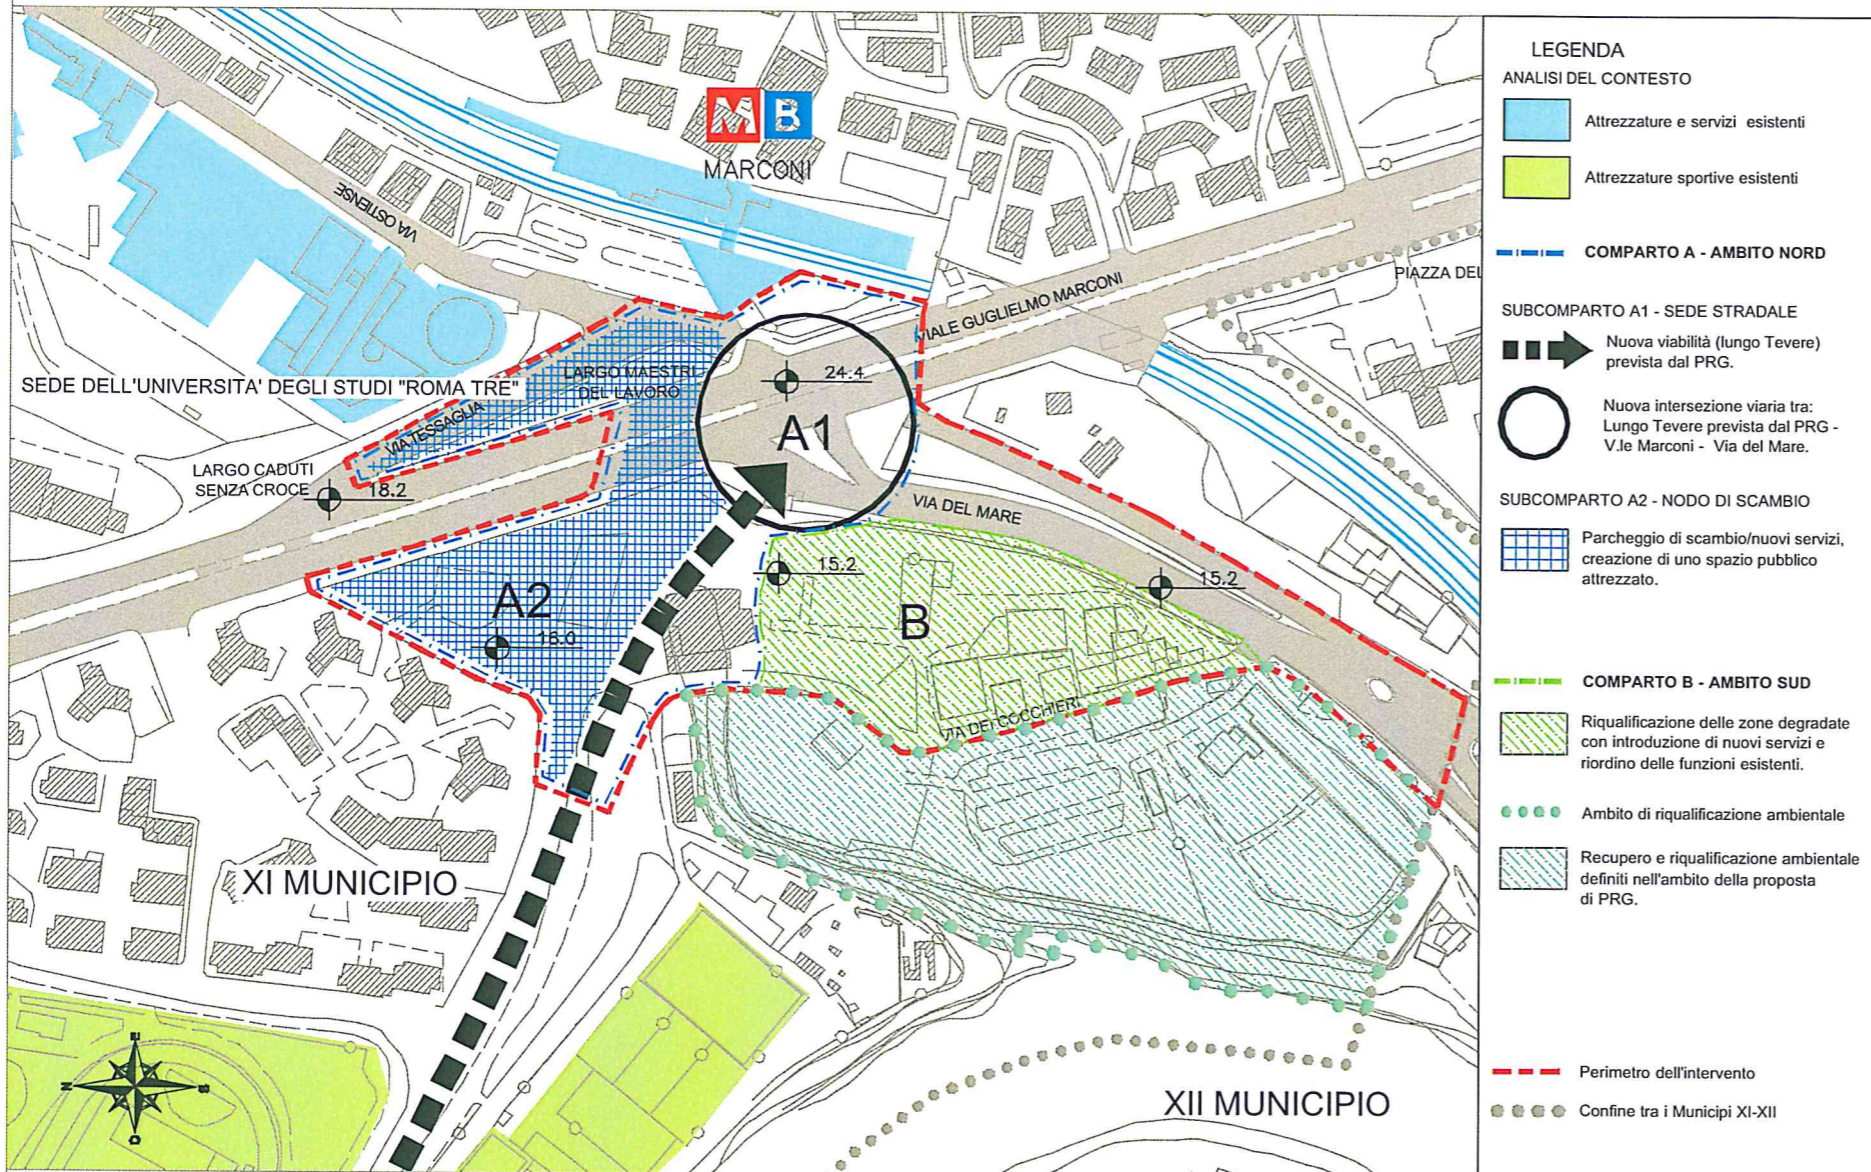 M B
MARCONI
VIA OSTIENSE
SEDE DELL'UNIVERSITA' DEGLI STUDI "ROMA TRE"
VIA TESSAGLIA
LARGO MAESTRI
DEL LAVORO
LARGO CADUTI
SENZA CROCE
18.2
24.4
A1
VIALE GUGLIELMO MARCONI
PIAZZA DEL
VIA DEL MARE
15.2
15.2
A2
16.0
B
VIA DEI COCCHIERI
XI MUNICIPIO
XII MUNICIPIO
E
N
S
O
LEGENDA
ANALISI DEL CONTESTO
Attrezzature e servizi esistenti
Attrezzature sportive esistenti
COMPARTO A - AMBITO NORD
SUBCOMPARTO A1 - SEDE STRADALE
Nuova viabilità (lungo Tevere)
prevista dal PRG.
Nuova intersezione viaria tra:
Lungo Tevere prevista dal PRG -
V.le Marconi - Via del Mare.
SUBCOMPARTO A2 - NODO DI SCAMBIO
Parcheggio di scambio/nuovi servizi,
creazione di uno spazio pubblico
attrezzato.
COMPARTO B - AMBITO SUD
Riqualificazione delle zone degradate
con introduzione di nuovi servizi e
riordino delle funzioni esistenti.
Ambito di riqualificazione ambientale
Recupero e riqualificazione ambientale
definiti nell'ambito della proposta
di PRG.
Perimetro dell'intervento
Confine tra i Municipi XI-XII